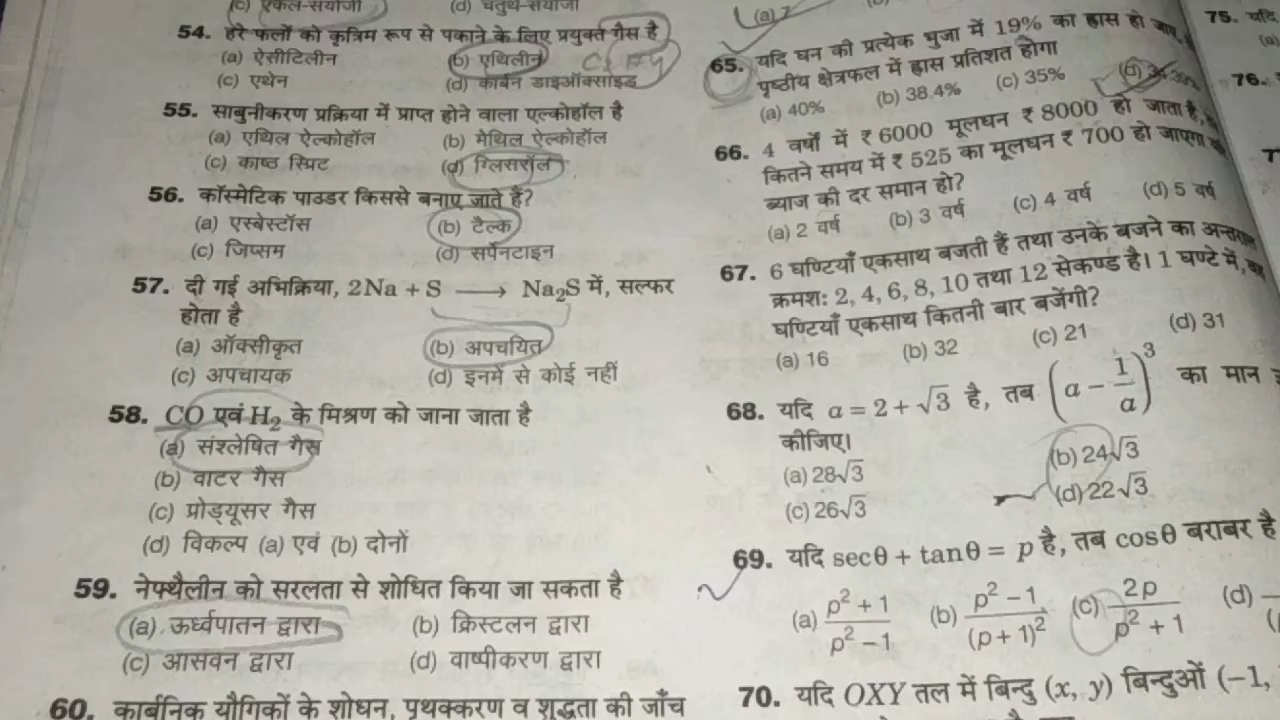 (c) एकल-संयोजी (d) चतुर्थ-संयोजी
54. हरे फलों को कृत्रिम रूप से पकाने के लिए प्रयुक्त गैस है
(a) ऐसीटिलीन (b) एथिलीन
(c) एथेन (d) कार्बन डाइऑक्साइड
55. साबुनीकरण प्रक्रिया में प्राप्त होने वाला एल्कोहॉल है
(a) एथिल ऐल्कोहॉल (b) मेथिल ऐल्कोहॉल
(c) काष्ठ स्पिट (d) ग्लिसरॉल
56. कॉस्मेटिक पाउडर किससे बनाए जाते हैं?
(a) एस्बेस्टॉस (b) टैल्क
(c) जिप्सम (d) सर्पेनटाइन
57. दी गई अभिक्रिया, 2Na + S ⟶ Na₂S में, सल्फर
होता है
(a) ऑक्सीकृत (b) अपचयित
(c) अपचायक (d) इनमें से कोई नहीं
58. CO एवं H₂ के मिश्रण को जाना जाता है
(a) संश्लेषित गैस
(b) वाटर गैस
(c) प्रोड्यूसर गैस
(d) विकल्प (a) एवं (b) दोनों
59. नेफ्थैलीन को सरलता से शोधित किया जा सकता है
(a) ऊर्ध्वपातन द्वारा (b) क्रिस्टलन द्वारा
(c) आसवन द्वारा (d) वाष्पीकरण द्वारा
60. कार्बनिक यौगिकों के शोधन, पृथक्करण व शुद्धता की जाँच
(a) 7
65. यदि घन की प्रत्येक भुजा में 19% का ह्रास हो जाए,
पृष्ठीय क्षेत्रफल में ह्रास प्रतिशत होगा
(a) 40% (b) 38.4% (c) 35% (d)
66. 4 वर्षों में ₹ 6000 मूलधन ₹ 8000 हो जाता है,
कितने समय में ₹ 525 का मूलधन ₹ 700 हो जाएगा
ब्याज की दर समान हो?
(a) 2 वर्ष (b) 3 वर्ष (c) 4 वर्ष (d) 5 वर्ष
67. 6 घण्टियाँ एकसाथ बजती हैं तथा उनके बजने का अन्तराल
क्रमश: 2, 4, 6, 8, 10 तथा 12 सेकण्ड है। 1 घण्टे में,
घण्टियाँ एकसाथ कितनी बार बजेंगी?
(a) 16 (b) 32 (c) 21 (d) 31
68. यदि a = 2 + √3 है, तब (a − 1/a)³ का मान
कीजिए।
(a) 28√3 (b) 24√3
(c) 26√3 (d) 22√3
69. यदि secθ + tanθ = p है, तब cosθ बराबर है
(a) (p² + 1)/(p² − 1) (b) (p² − 1)/(p + 1)² (c) 2p/(p² + 1) (d)
70. यदि OXY तल में बिन्दु (x, y) बिन्दुओं (−1,
75. यदि
(a)
76.